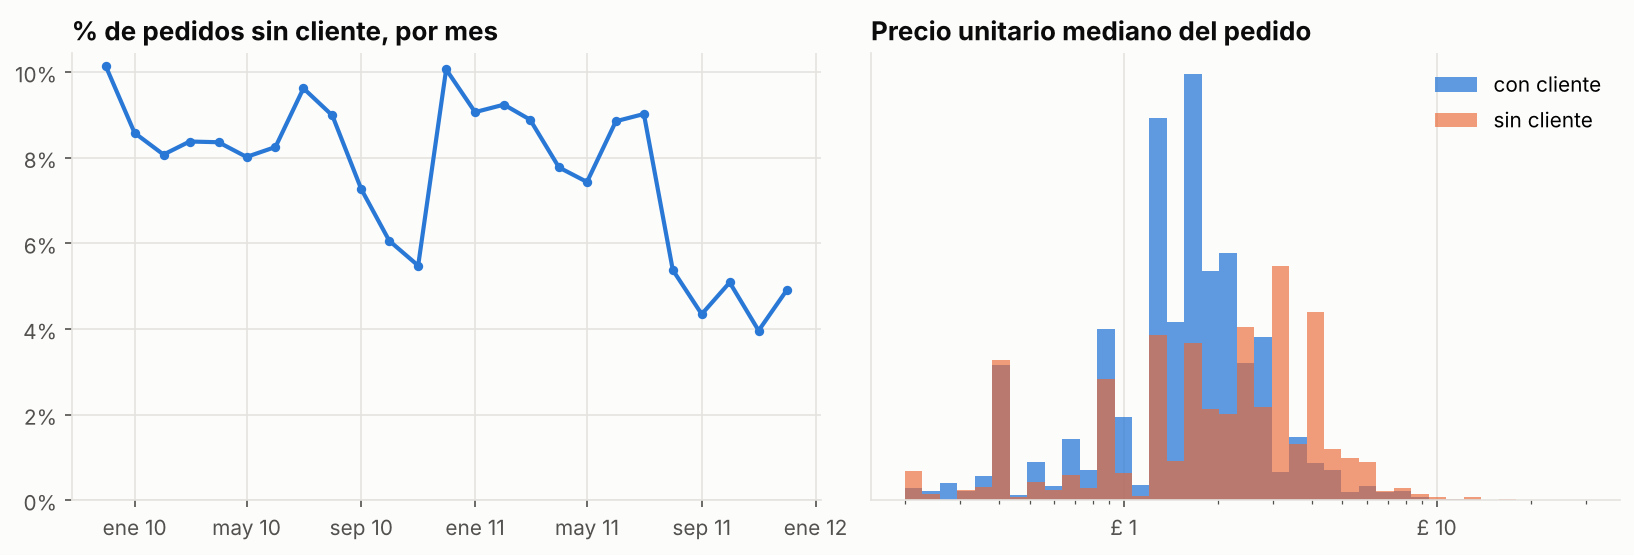 % de pedidos sin cliente, por mes
10%
8%
6%
4%
2%
0%
ene 10
may 10
sep 10
ene 11
may 11
sep 11
ene 12
Precio unitario mediano del pedido
con cliente
sin cliente
£ 1
£ 10